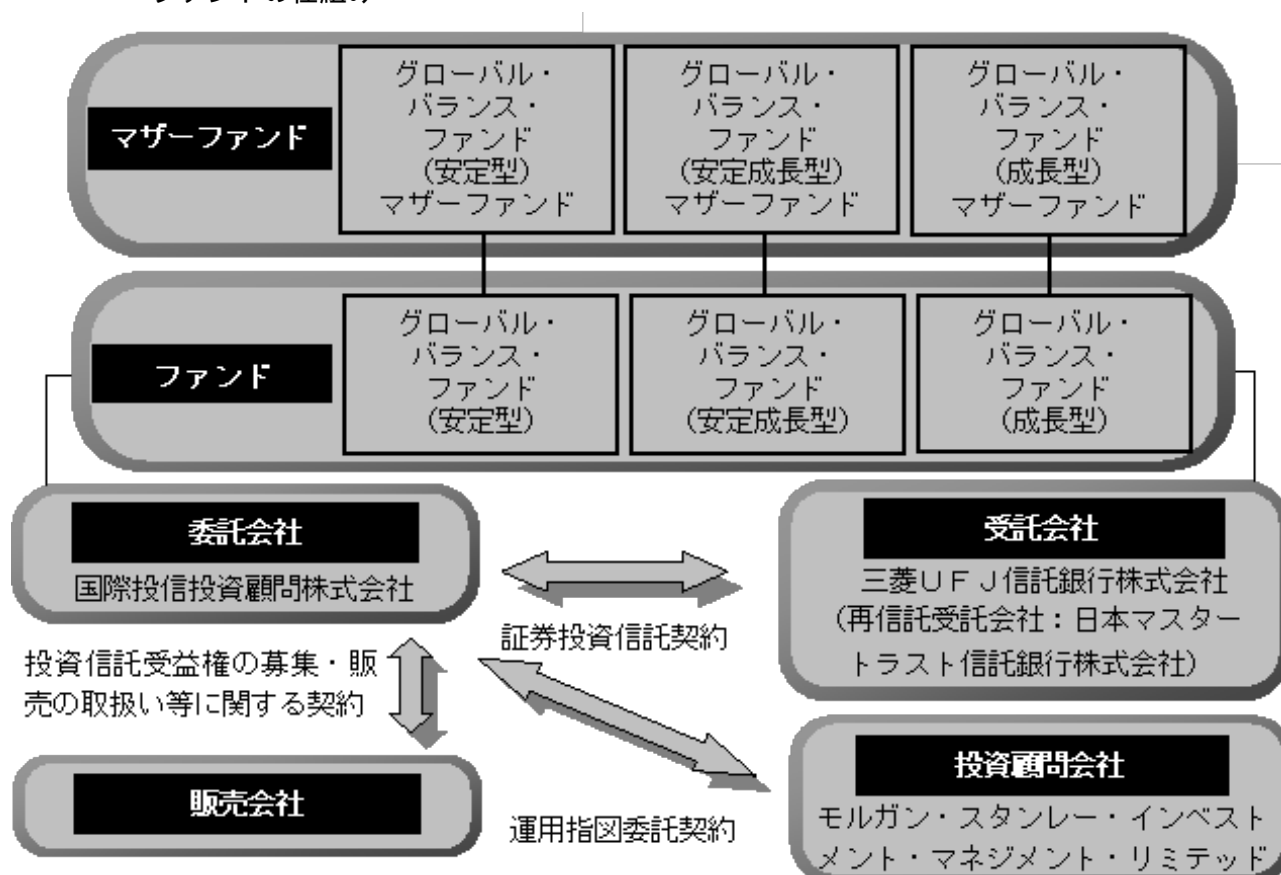 ファンドの仕組み
マザーファンド
グローバル・
バランス・
ファンド
(安定型)
マザーファンド
グローバル・
バランス・
ファンド
(安定成長型)
マザーファンド
グローバル・
バランス・
ファンド
(成長型)
マザーファンド
ファンド
グローバル・
バランス・
ファンド
(安定型)
グローバル・
バランス・
ファンド
(安定成長型)
グローバル・
バランス・
ファンド
(成長型)
委託会社
国際投信投資顧問株式会社
証券投資信託契約
受託会社
三菱UFJ信託銀行株式会社
(再信託受託会社:日本マスター
トラスト信託銀行株式会社)
投資信託受益権の募集・販
売の取扱い等に関する契約
販売会社
運用指図委託契約
投資顧問会社
モルガン・スタンレー・インベスト
メント・マネジメント・リミテッド